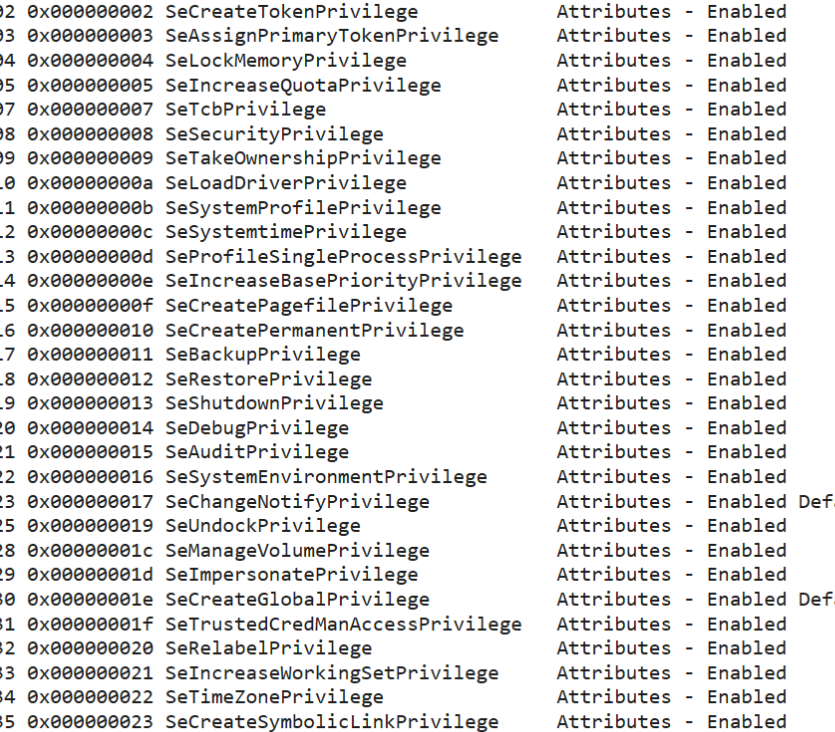 02 0x000000002 SeCreateTokenPrivilege Attributes - Enabled
03 0x000000003 SeAssignPrimaryTokenPrivilege Attributes - Enabled
04 0x000000004 SeLockMemoryPrivilege Attributes - Enabled
05 0x000000005 SeIncreaseQuotaPrivilege Attributes - Enabled
07 0x000000007 SeTcbPrivilege Attributes - Enabled
08 0x000000008 SeSecurityPrivilege Attributes - Enabled
09 0x000000009 SeTakeOwnershipPrivilege Attributes - Enabled
10 0x00000000a SeLoadDriverPrivilege Attributes - Enabled
11 0x00000000b SeSystemProfilePrivilege Attributes - Enabled
12 0x00000000c SeSystemtimePrivilege Attributes - Enabled
13 0x00000000d SeProfileSingleProcessPrivilege Attributes - Enabled
14 0x00000000e SeIncreaseBasePriorityPrivilege Attributes - Enabled
15 0x00000000f SeCreatePagefilePrivilege Attributes - Enabled
16 0x000000010 SeCreatePermanentPrivilege Attributes - Enabled
17 0x000000011 SeBackupPrivilege Attributes - Enabled
18 0x000000012 SeRestorePrivilege Attributes - Enabled
19 0x000000013 SeShutdownPrivilege Attributes - Enabled
20 0x000000014 SeDebugPrivilege Attributes - Enabled
21 0x000000015 SeAuditPrivilege Attributes - Enabled
22 0x000000016 SeSystemEnvironmentPrivilege Attributes - Enabled
23 0x000000017 SeChangeNotifyPrivilege Attributes - Enabled Defa
25 0x000000019 SeUndockPrivilege Attributes - Enabled
28 0x00000001c SeManageVolumePrivilege Attributes - Enabled
29 0x00000001d SeImpersonatePrivilege Attributes - Enabled
30 0x00000001e SeCreateGlobalPrivilege Attributes - Enabled Defa
31 0x00000001f SeTrustedCredManAccessPrivilege Attributes - Enabled
32 0x000000020 SeRelabelPrivilege Attributes - Enabled
33 0x000000021 SeIncreaseWorkingSetPrivilege Attributes - Enabled
34 0x000000022 SeTimeZonePrivilege Attributes - Enabled
35 0x000000023 SeCreateSymbolicLinkPrivilege Attributes - Enabled